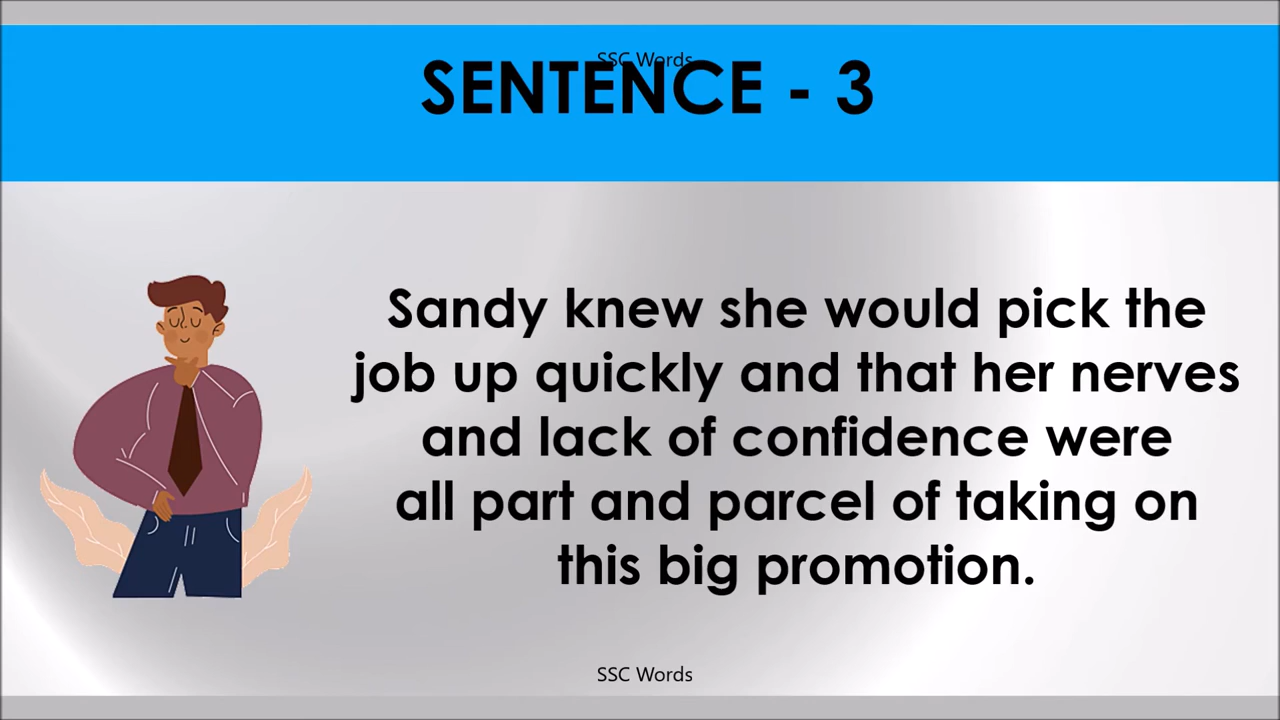 SSC Words
SENTENCE - 3
Sandy knew she would pick the
job up quickly and that her nerves
and lack of confidence were
all part and parcel of taking on
this big promotion.
SSC Words